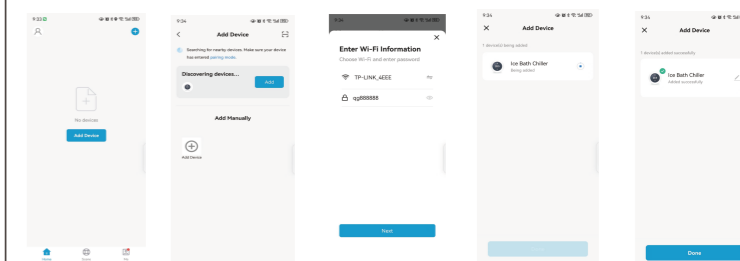 9:33
No devices
Add Device
Home
9:34
Add Device
Searching for nearby devices. Make sure your device
has entered pairing mode.
Discovering devices...
Add
Add Manually
Add Device
9:34
Enter Wi-Fi Information
Choose Wi-Fi and enter password
TP-LINK_4EEE
qg888888
Next
9:34
Add Device
1 device(s) being added
Ice Bath Chiller
Being added
9:34
Add Device
1 device(s) added successfully
Ice Bath Chiller
Added successfully
Done